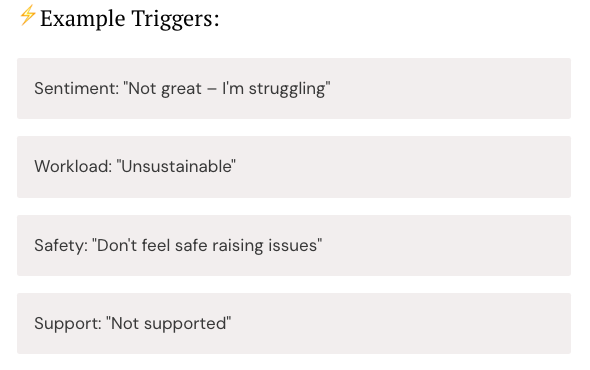 ⚡Example Triggers:
Sentiment: "Not great – I'm struggling"
Workload: "Unsustainable"
Safety: "Don't feel safe raising issues"
Support: "Not supported"